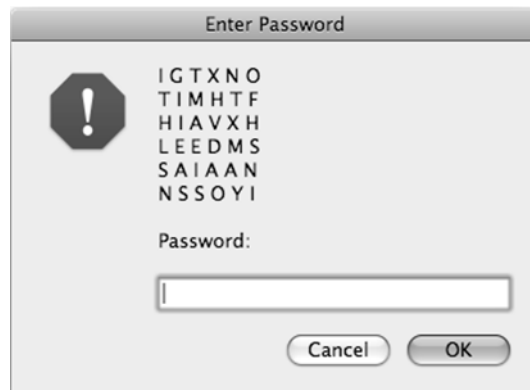 Enter Password
I G T X N O
T I M H T F
H I A V X H
L E E D M S
S A I A A N
N S S O Y I
Password:
Cancel
OK